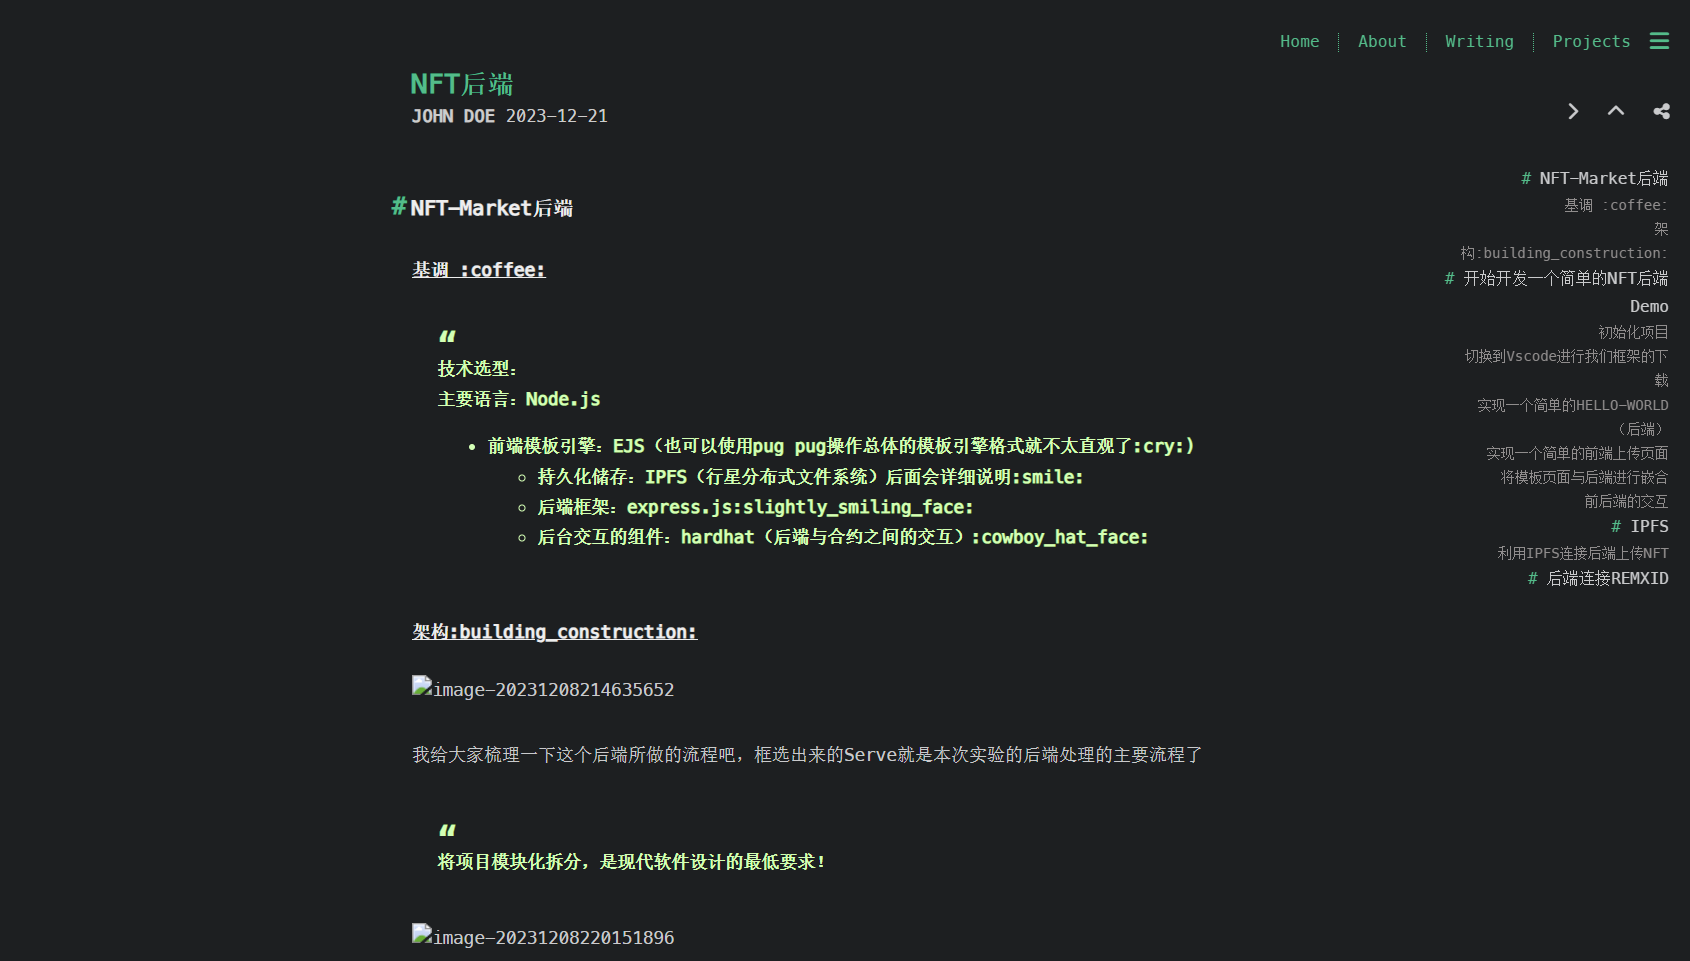 Home
About
Writing
Projects
NFT后端
JOHN DOE 2023-12-21
# NFT-Market后端
基调 :coffee:
“
技术选型：
主要语言：Node.js
前端模板引擎：EJS（也可以使用pug pug操作总体的模板引擎格式就不太直观了:cry:)
持久化储存：IPFS（行星分布式文件系统）后面会详细说明:smile:
后端框架：express.js:slightly_smiling_face:
后合交互的组件：hardhat（后端与合约之间的交互）:cowboy_hat_face:
架构:building_construction:
image-20231208214635652
我给大家梳理一下这个后端所做的流程吧，框选出来的Serve就是本次实验的后端处理的主要流程了
“
将项目模块化拆分，是现代软件设计的最低要求！
image-20231208220151896
# NFT-Market后端
基调 :coffee:
架
构:building_construction:
# 开始开发一个简单的NFT后端
Demo
初始化项目
切换到Vscode进行我们框架的下
载
实现一个简单的HELLO-WORLD
（后端）
实现一个简单的前端上传页面
将模板页面与后端进行嵌合
前后端的交互
# IPFS
利用IPFS连接后端上传NFT
# 后端连接REMXID